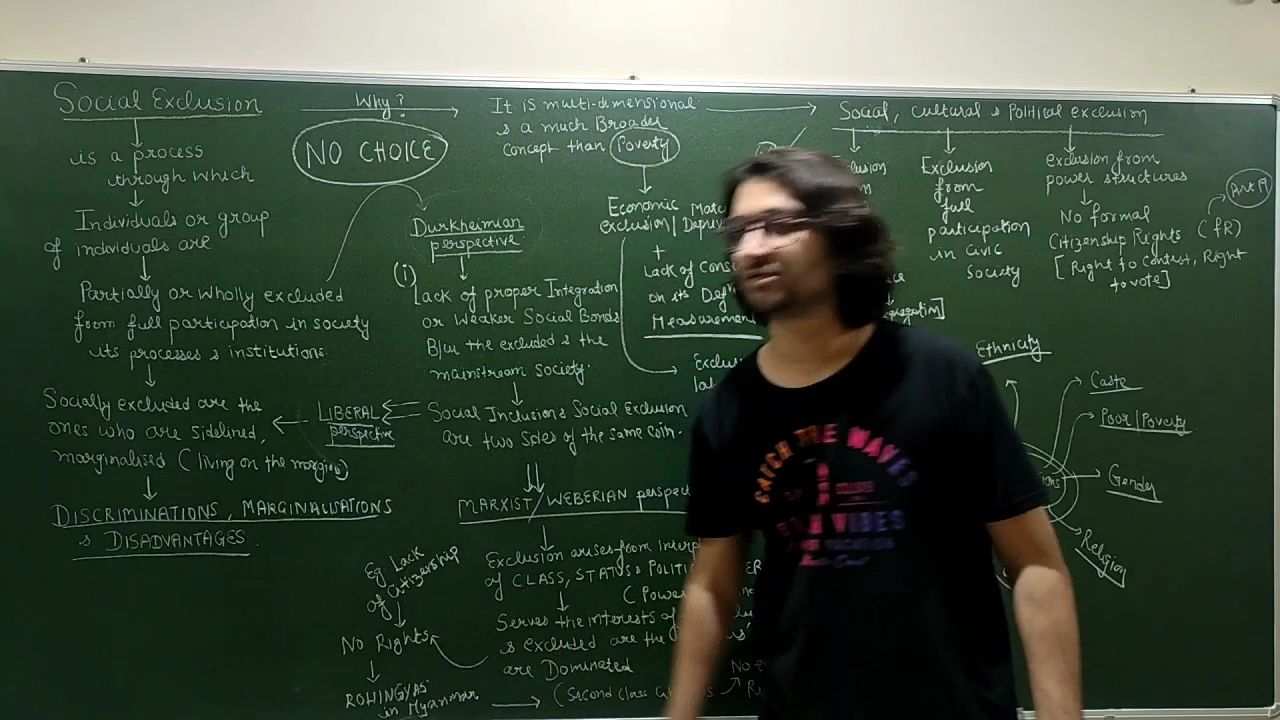 Social Exclusion
Why?
NO CHOICE
is a process
through which
Individuals or group
of individuals are
Partially or Wholly excluded
from full participation in society
its processes & institutions.
Socially excluded are the
ones who are sidelined,
marginalised (living on the margins)
DISCRIMINATIONS, MARGINALISATIONS
& DISADVANTAGES.
LIBERAL
perspective
Durkheimian
perspective
(i)
Lack of proper Integration
or Weaker Social Bonds
B/w the excluded & the
mainstream society.
Social Inclusion & Social Exclusion
are two sides of the same coin.
MARXIST/WEBERIAN
Exclusion arises from
of CLASS, STATUS &
(Power
Serves the interests of
& excluded are the
are Dominated
Eg Lack
of Citizenship
No Rights
ROHINGYAS
in Myanmar
(Second class
It is multi-dimensional
& a much Broader
concept than Poverty
Economic
exclusion/
+
Lack of
on its
Measurement
Social, cultural & Political exclusion
Exclusion
from
full
participation
in civic
society
exclusion from
power structures
No formal
Citizenship Rights (FR)
[Right to Contest, Right
to vote]
Art 19
Ethnicity
Caste
Poor/Poverty
Gender
Religion
CATCH THE WAVES